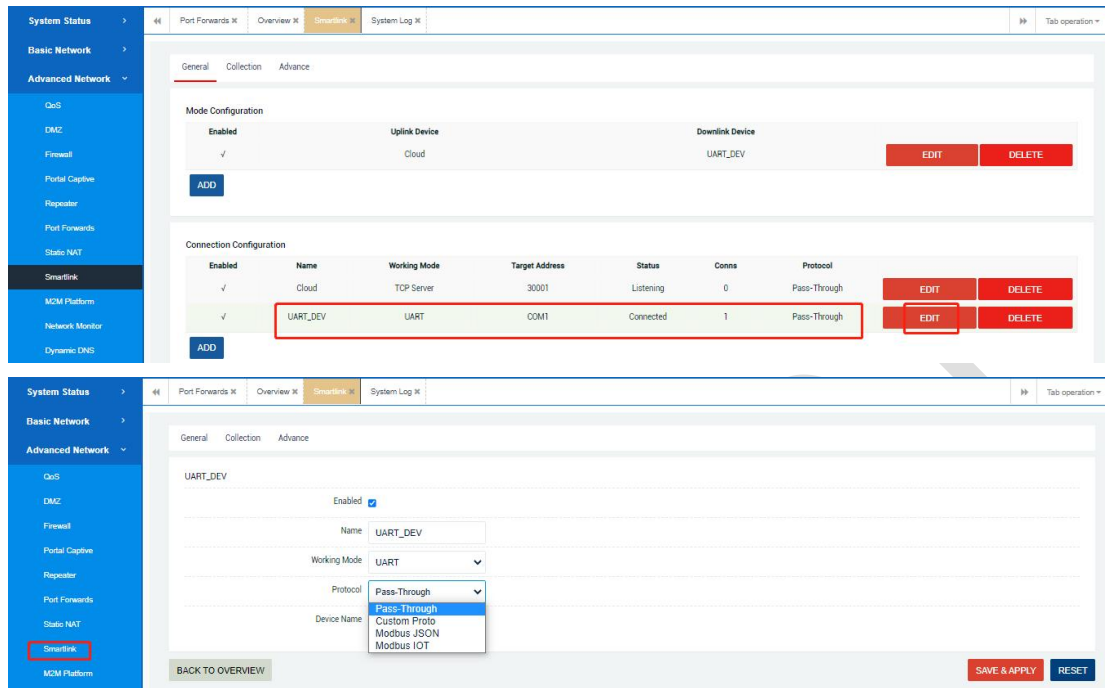 System Status
Port Forwards Overview Smartlink System Log Tab operation
Basic Network
Advanced Network
General Collection Advance
QoS
Mode Configuration
DMZ
Enabled Uplink Device Downlink Device
Firewall
√ Cloud UART_DEV EDIT DELETE
Portal Captive
ADD
Repeater
Port Forwards
Static NAT
Connection Configuration
Enabled Name Working Mode Target Address Status Conns Protocol
Smartlink
√ Cloud TCP Server 30001 Listening 0 Pass-Through EDIT DELETE
M2M Platform
√ UART_DEV UART COM1 Connected 1 Pass-Through EDIT DELETE
Network Monitor
Dynamic DNS
ADD
System Status
Port Forwards Overview Smartlink System Log Tab operation
Basic Network
Advanced Network
General Collection Advance
QoS
UART_DEV
DMZ
Enabled
Firewall
Name UART_DEV
Portal Captive
Working Mode UART
Repeater
Protocol Pass-Through
Port Forwards
Pass-Through
Custom Proto
Device Name
Static NAT
Modbus JSON
Modbus IOT
Smartlink
M2M Platform
BACK TO OVERVIEW SAVE & APPLY RESET